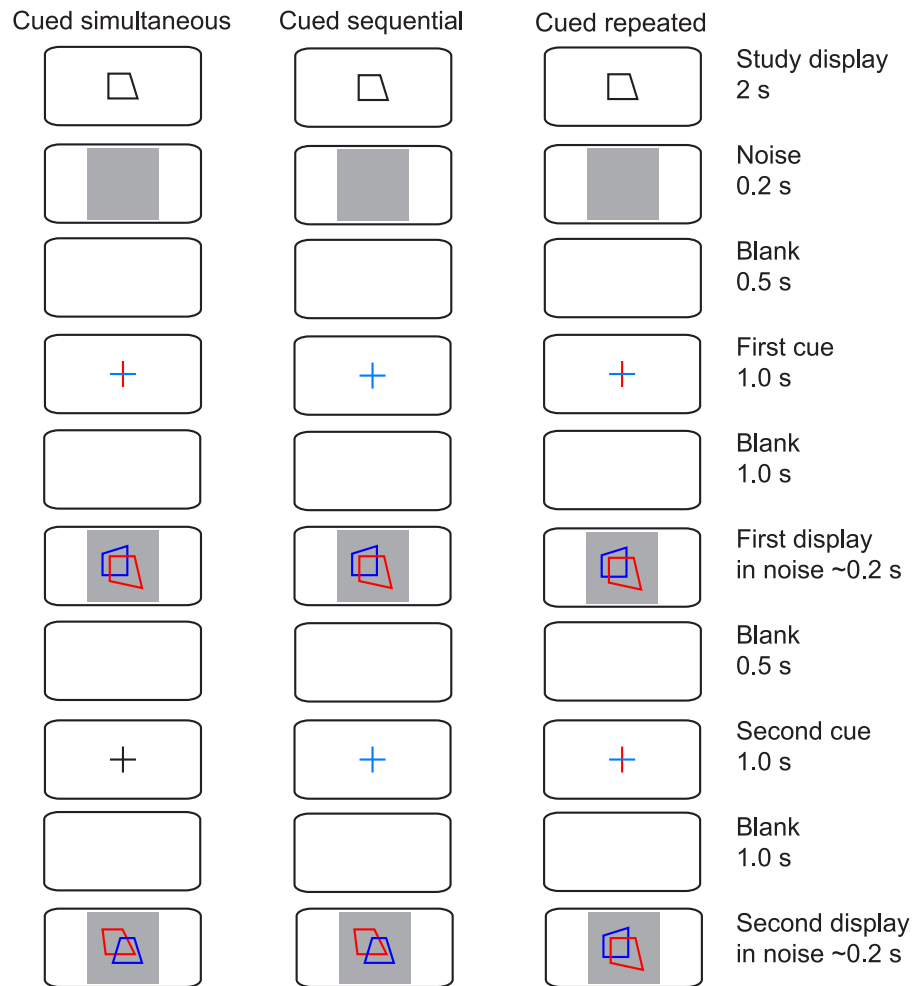 Cued simultaneous
Cued sequential
Cued repeated
Study display
2 s
Noise
0.2 s
Blank
0.5 s
First cue
1.0 s
Blank
1.0 s
First display
in noise ~0.2 s
Blank
0.5 s
Second cue
1.0 s
Blank
1.0 s
Second display
in noise ~0.2 s